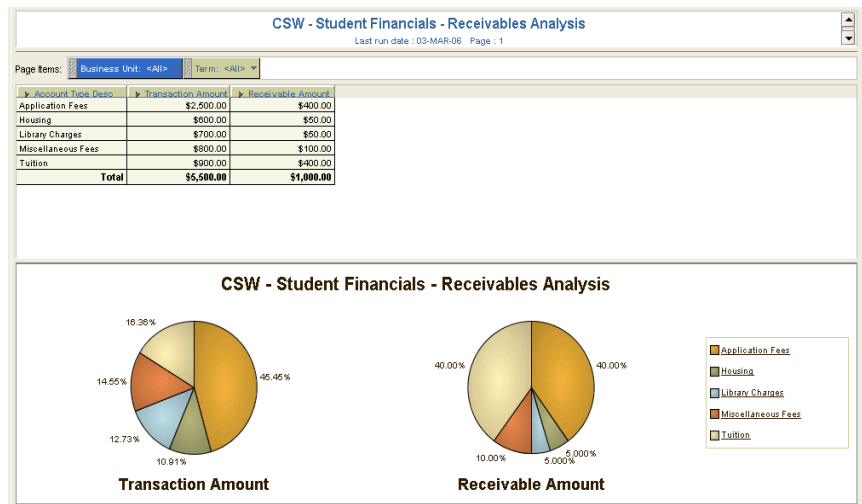 CSW - Student Financials - Receivables Analysis
Last run date : 03-MAR-06 Page : 1
Page Items: Business Unit: <All> Term: <All>
Account Type Desc Transaction Amount Receivable Amount
Application Fees $2,500.00 $400.00
Housing $600.00 $50.00
Library Charges $700.00 $50.00
Miscellaneous Fees $800.00 $100.00
Tuition $900.00 $400.00
Total $5,500.00 $1,000.00
CSW - Student Financials - Receivables Analysis
16.36%
45.45%
14.55%
12.73%
10.91%
Transaction Amount
40.00%
40.00%
10.00%
5.000%
5.000%
Receivable Amount
Application Fees
Housing
Library Charges
Miscellaneous Fees
Tuition